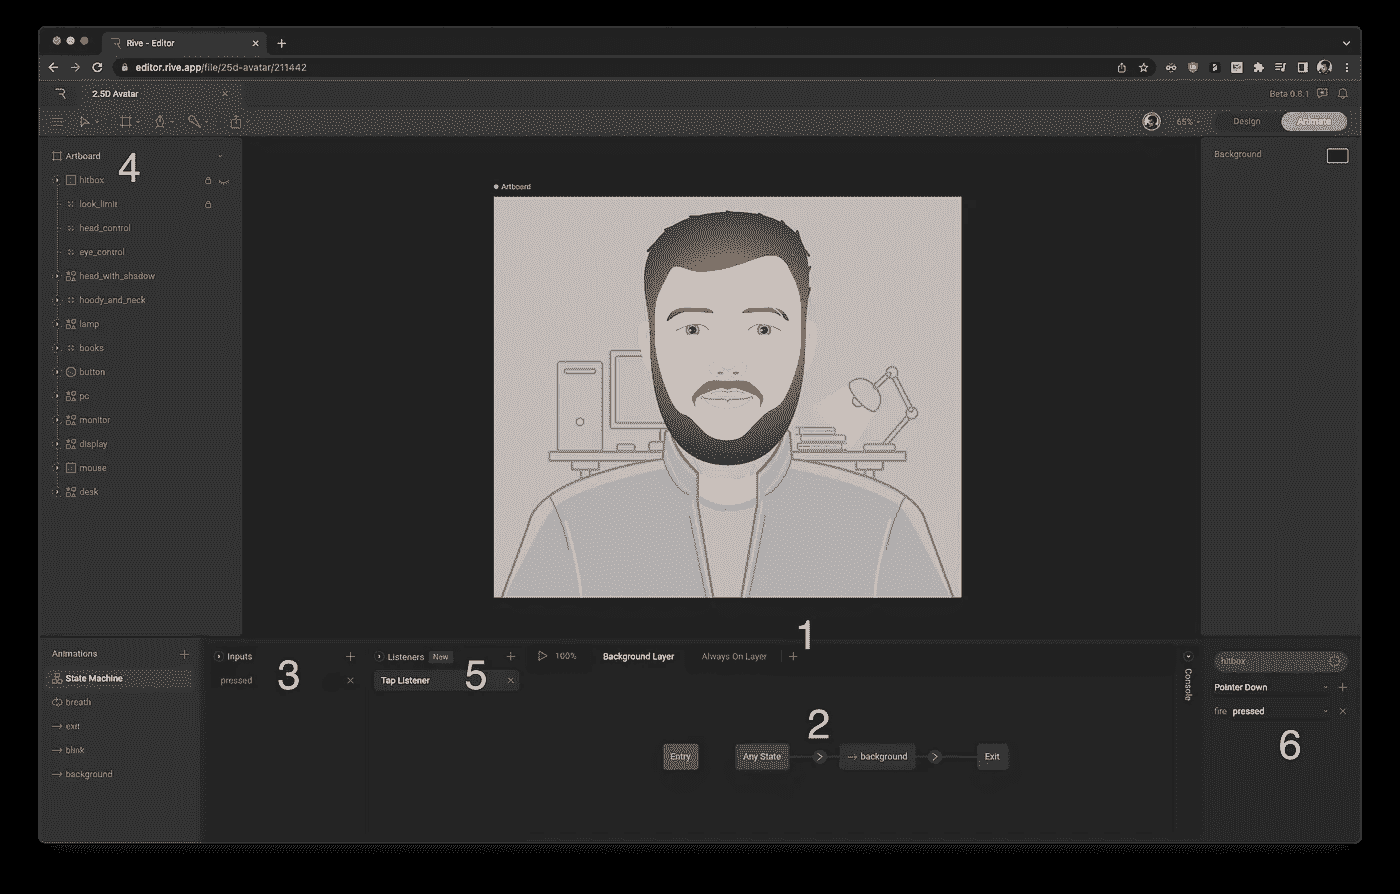 Rive - Editor
editor.rive.app/file/25d-avatar/211442
2.5D Avatar
Beta 0.8.1
65%
Design
Animate
Artboard
4
hitbox
look_limit
head_control
eye_control
head_with_shadow
hoody_and_neck
lamp
books
button
pc
monitor
display
mouse
desk
Artboard
Background
1
Animations
State Machine
breath
exit
blink
background
Inputs
pressed
3
Listeners New
Tap Listener
5
100%
Background Layer
Always On Layer
2
Entry
Any State
background
Exit
Console
hitbox
Pointer Down
fire pressed
6